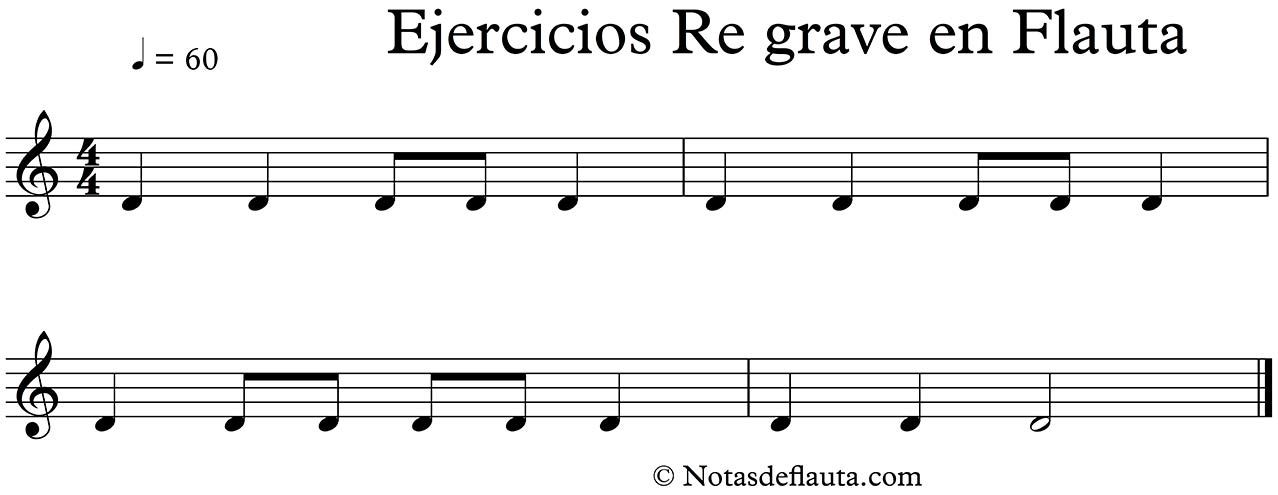 Ejercicios Re grave en Flauta
♩ = 60
4
4
© Notasdeflauta.com